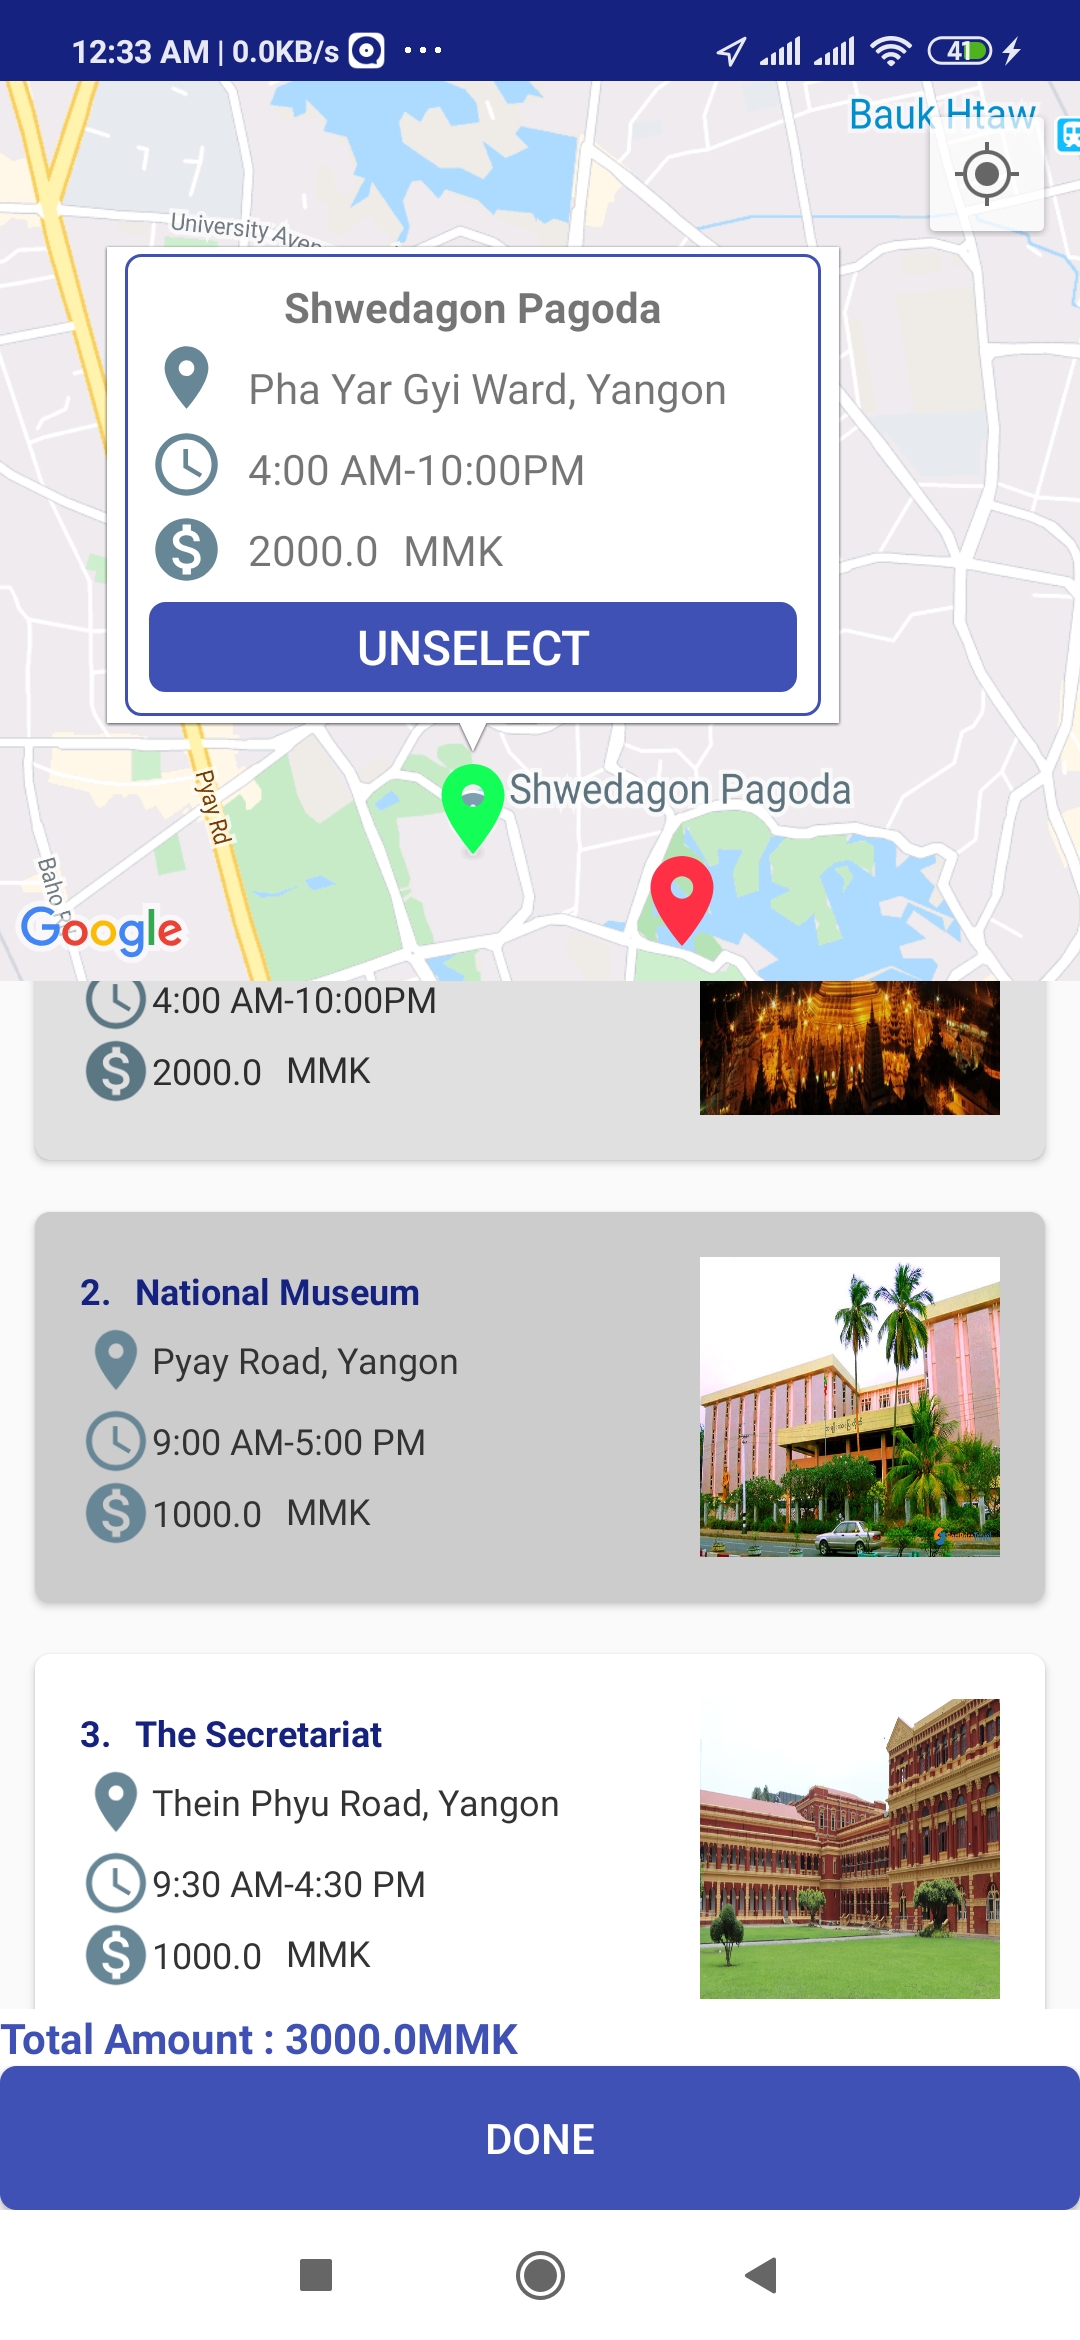 12:33 AM | 0.0KB/s ...
41
Bauk Htaw
University Aven
Shwedagon Pagoda
Pha Yar Gyi Ward, Yangon
4:00 AM-10:00PM
2000.0 MMK
UNSELECT
Shwedagon Pagoda
Pyay Rd
Baho R
Google
4:00 AM-10:00PM
2000.0 MMK
2. National Museum
Pyay Road, Yangon
9:00 AM-5:00 PM
1000.0 MMK
3. The Secretariat
Thein Phyu Road, Yangon
9:30 AM-4:30 PM
1000.0 MMK
Total Amount : 3000.0MMK
DONE